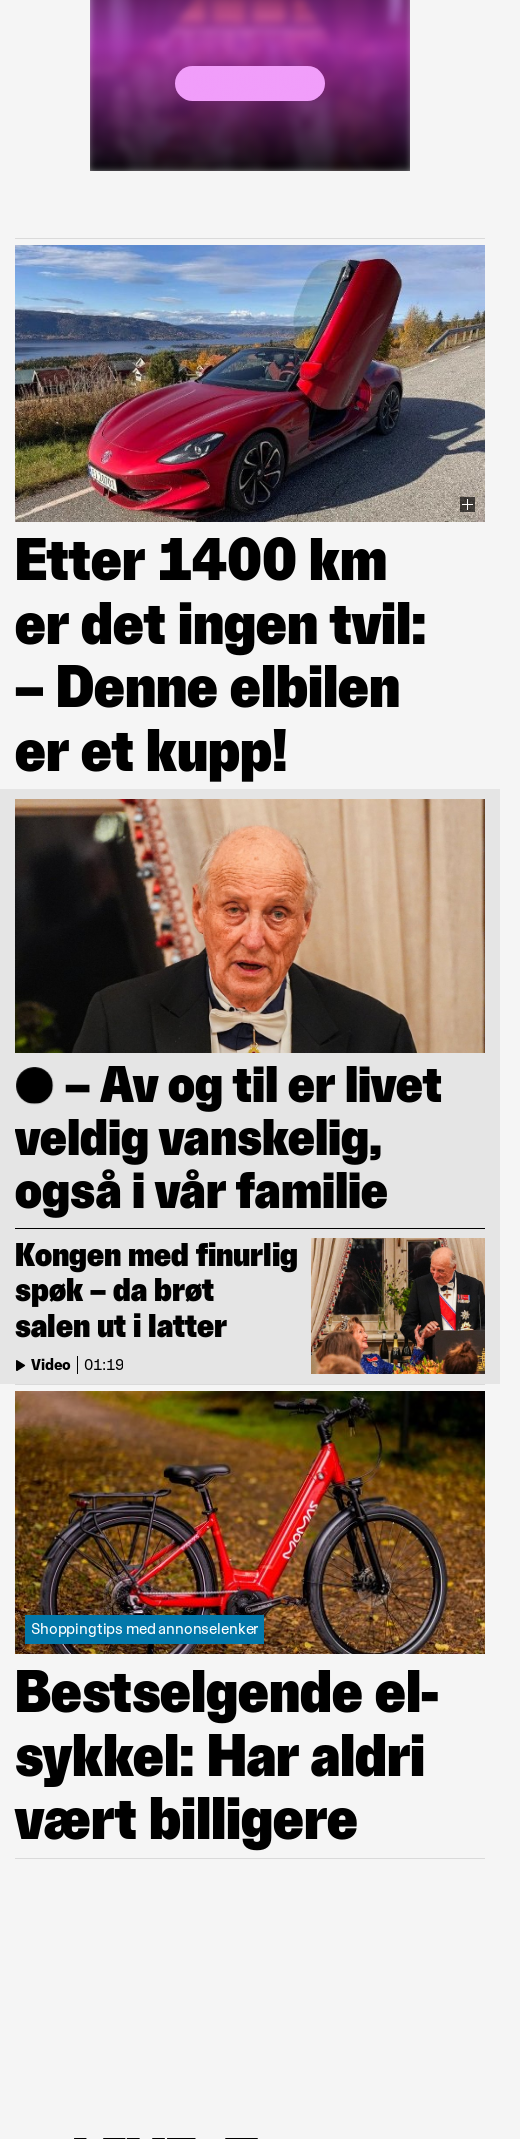 Etter 1400 km
er det ingen tvil:
– Denne elbilen
er et kupp!
– Av og til er livet
veldig vanskelig,
også i vår familie
Kongen med finurlig
spøk – da brøt
salen ut i latter
Video | 01:19
MOMAS
Shoppingtips med annonselenker
Bestselgende el-
sykkel: Har aldri
vært billigere